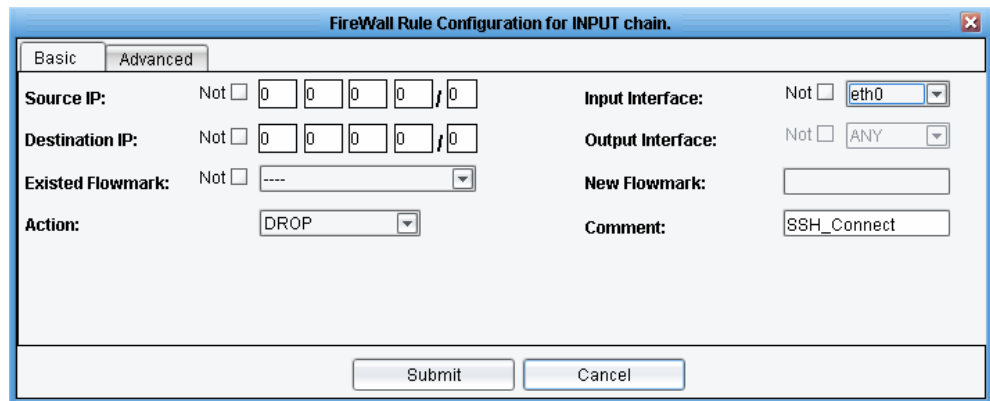 FireWall Rule Configuration for INPUT chain.
Basic Advanced
Source IP: Not 0 0 0 0 / 0 Input Interface: Not eth0
Destination IP: Not 0 0 0 0 / 0 Output Interface: Not ANY
Existed Flowmark: Not ---- New Flowmark:
Action: DROP Comment: SSH_Connect
Submit Cancel